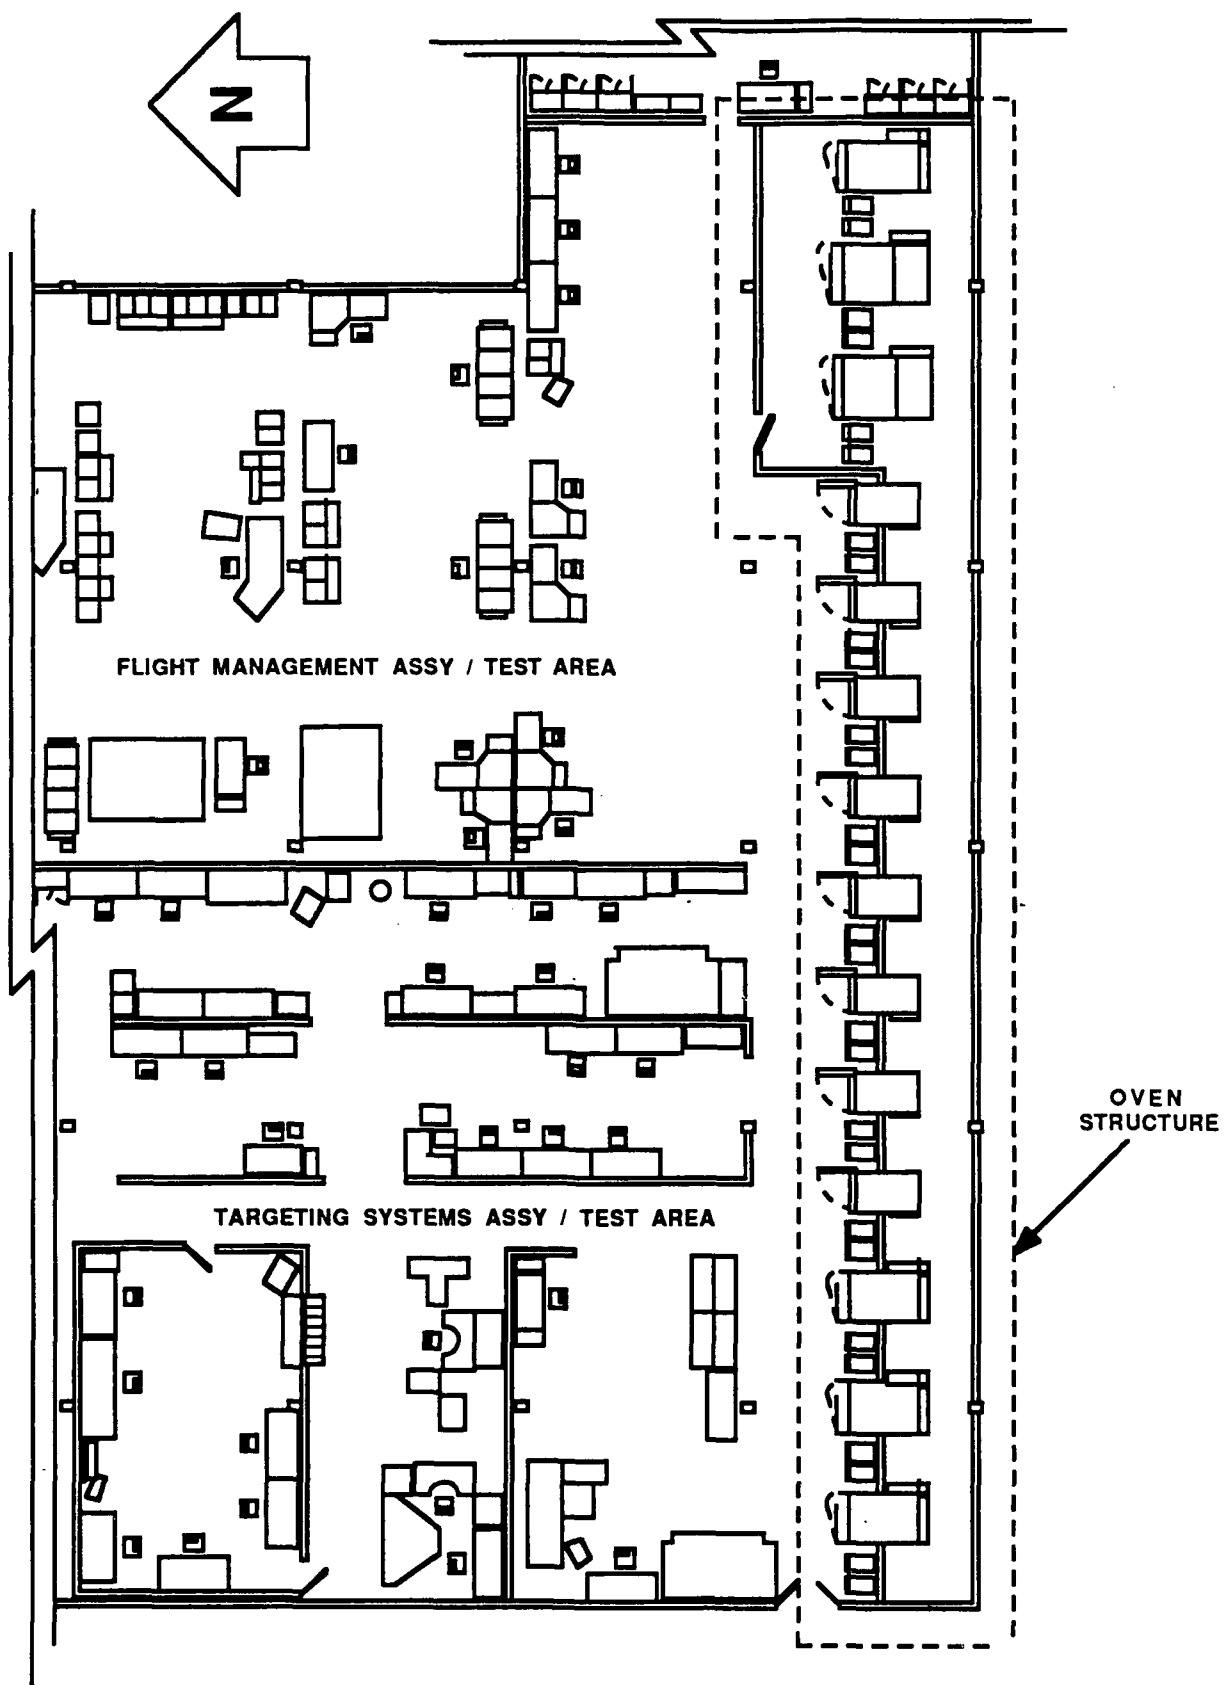 N
FLIGHT MANAGEMENT ASSY / TEST AREA
OVEN
STRUCTURE
TARGETING SYSTEMS ASSY / TEST AREA